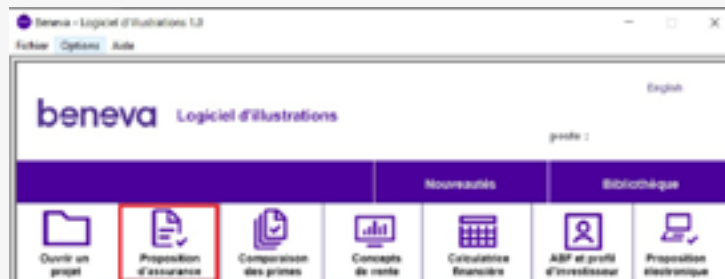 Beneva - Logiciel d'illustrations 1.0
Fichier Options Aide
English
beneva Logiciel d'illustrations
poste :
Nouveautés Bibliothèque
Ouvrir un projet
Proposition d'assurance
Comparaison des primes
Concepts de rente
Calculatrice financière
ABF et profil d'investisseur
Proposition électronique